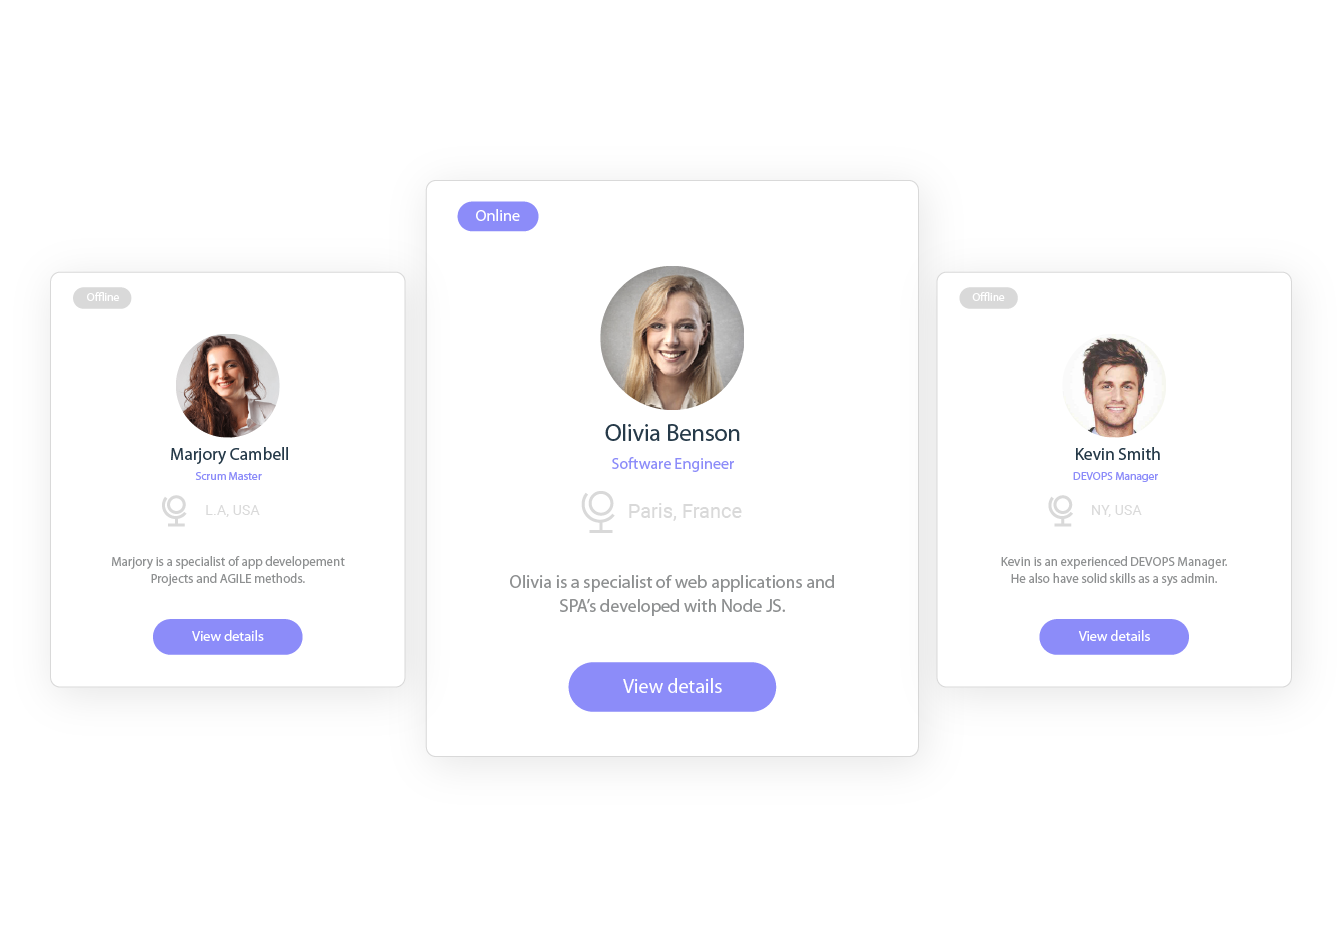 Offline
Marjory Cambell
Scrum Master
L.A, USA
Marjory is a specialist of app developement
Projects and AGILE methods.
View details
Online
Olivia Benson
Software Engineer
Paris, France
Olivia is a specialist of web applications and
SPA's developed with Node JS.
View details
Offline
Kevin Smith
DEVOPS Manager
NY, USA
Kevin is an experienced DEVOPS Manager.
He also have solid skills as a sys admin.
View details